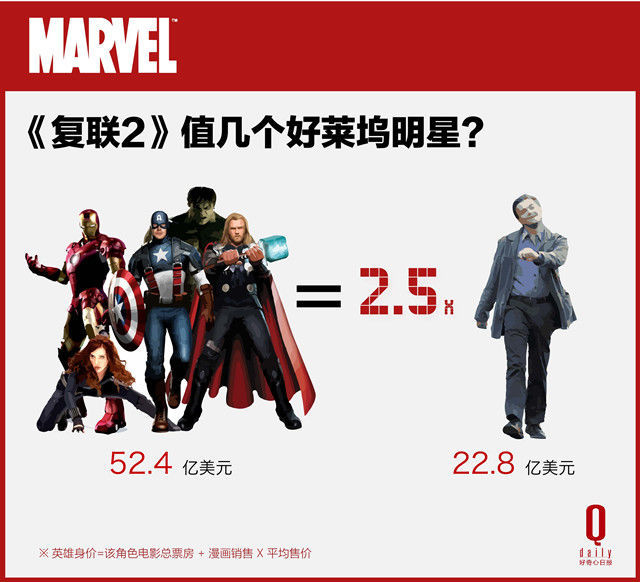 MARVEL™
《复联2》值几个好莱坞明星？
= 2.5x
52.4 亿美元
22.8 亿美元
※ 英雄身价=该角色电影总票房 + 漫画销售 X 平均售价
Q
daily
好奇心日报